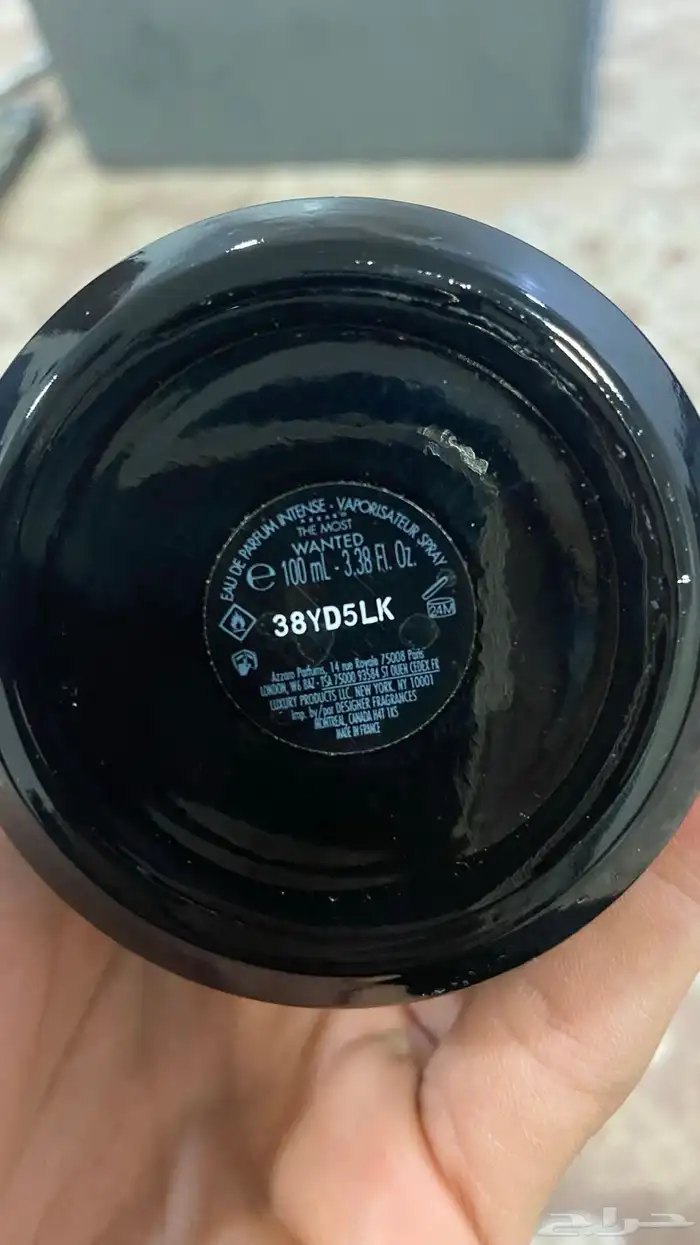 EAU DE PARFUM INTENSE - VAPORISATEUR SPRAY
THE MOST
WANTED
e 100 mL - 3.38 Fl. Oz.
24M
38YD5LK
Azzaro Parfums, 14 rue Royale 75008 Paris
LONDON, W6 8AZ - TSA 75000 93584 ST OUEN CEDEX FR
LUXURY PRODUCTS LLC, NEW YORK, NY 10001
Imp. by/par DESIGNER FRAGRANCES
MONTREAL, CANADA H4T 1K5
MADE IN FRANCE
حراج